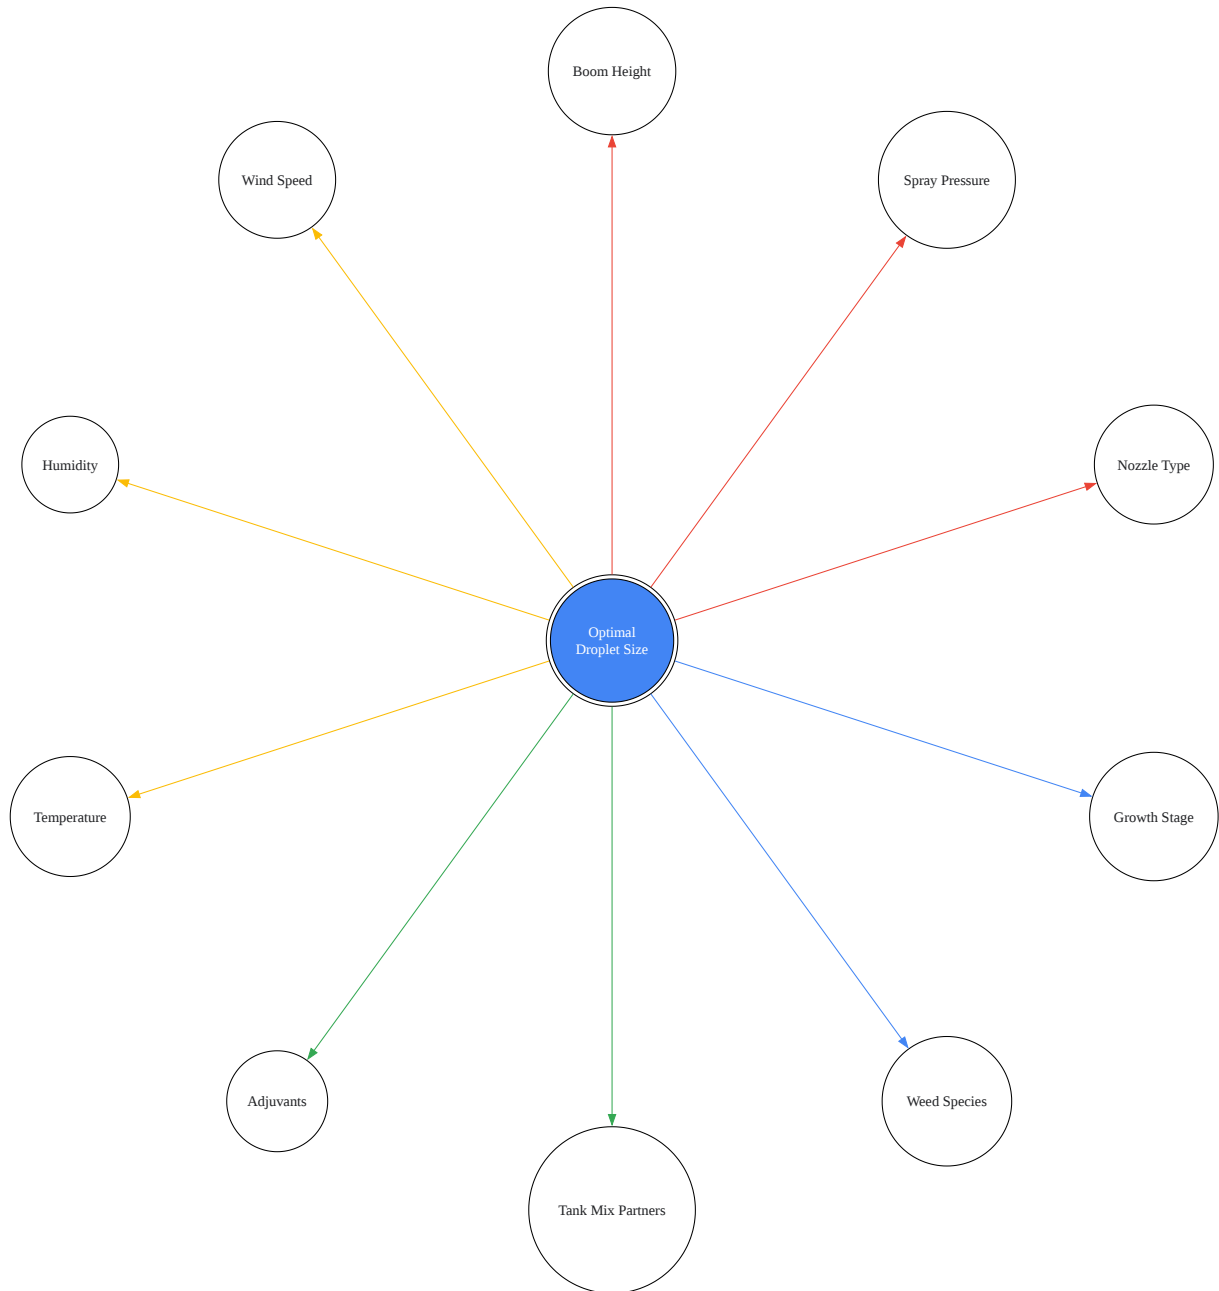 Boom Height
Wind Speed
Spray Pressure
Humidity
Nozzle Type
Optimal
Droplet Size
Temperature
Growth Stage
Adjuvants
Weed Species
Tank Mix Partners